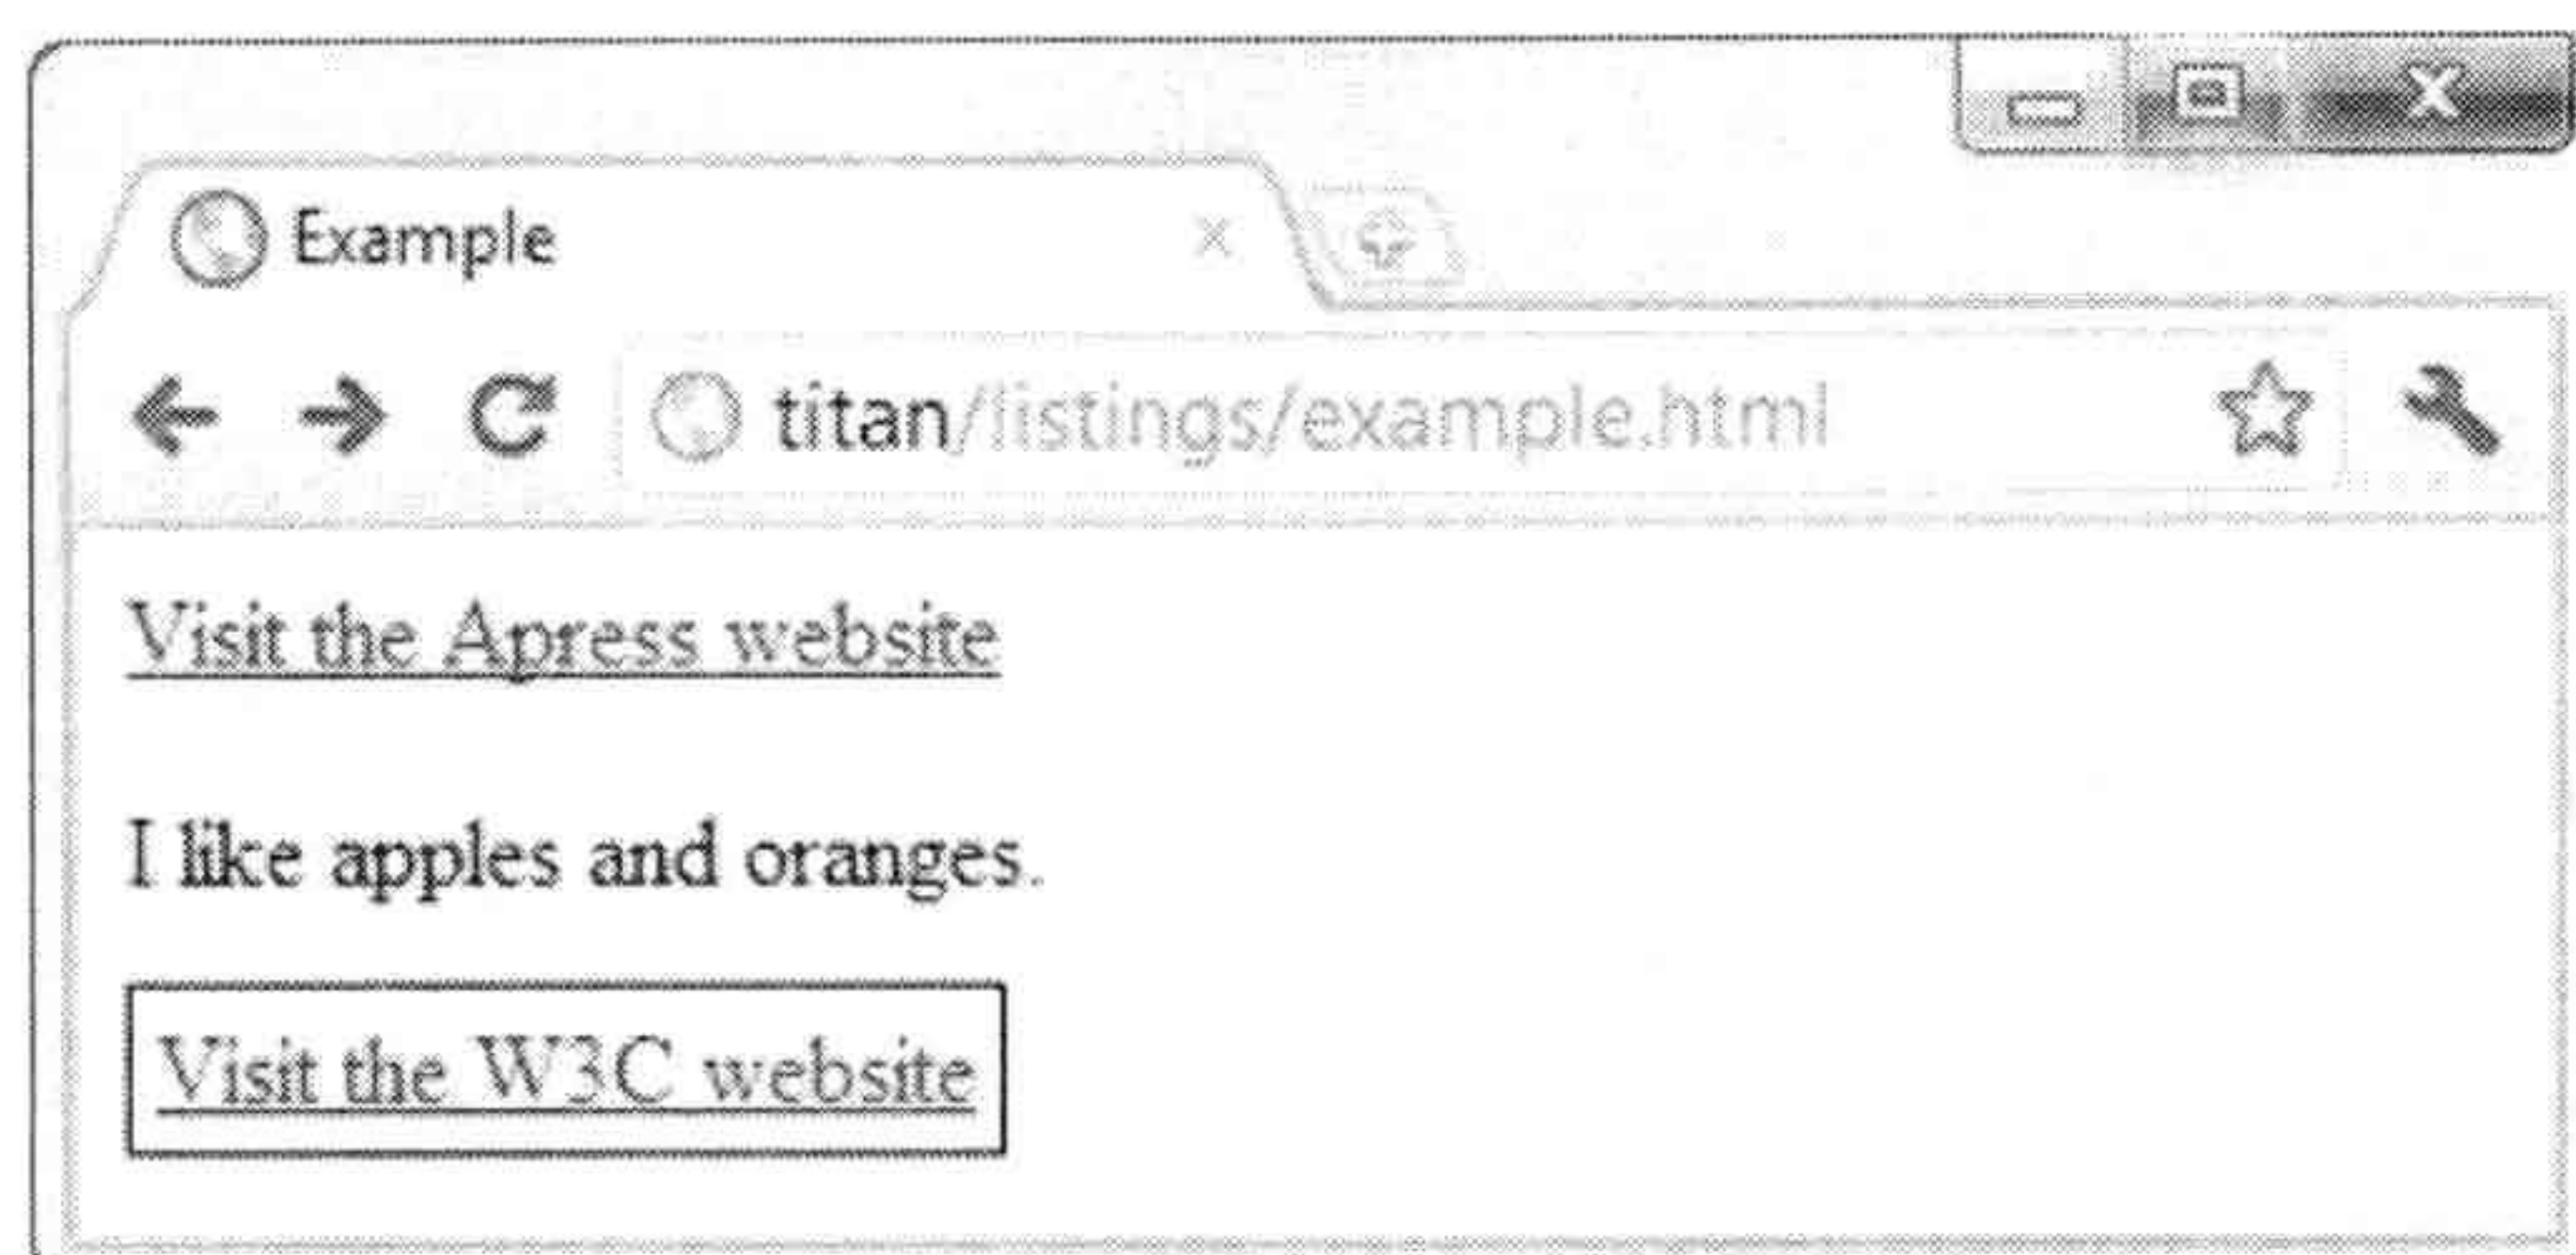 Example
titan/listings/example.html
Visit the Apress website
I like apples and oranges.
Visit the W3C website